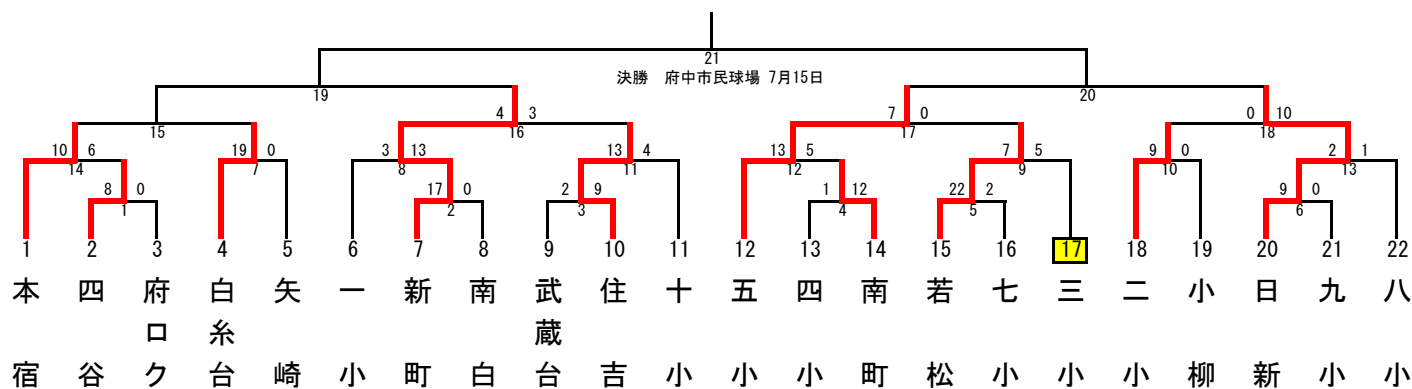 21
決勝 府中市民球場 7月15日
19 20
4 3 7 0 0 10
15 16 17 18
10 6 19 0 3 13 13 4 13 5 7 5 9 0 2 1
14 7 8 11 12 9 10 13
8 0 17 0 2 9 1 12 22 2 9 0
1 2 3 4 5 6
1 2 3 4 5 6 7 8 9 10 11 12 13 14 15 16 17 18 19 20 21 22
本宿
四谷
府ロク
白糸台
矢崎
一小
新町
南白
武蔵台
住吉
十小
五小
四小
南町
若松
七小
三小
二小
小柳
日新
九小
八小